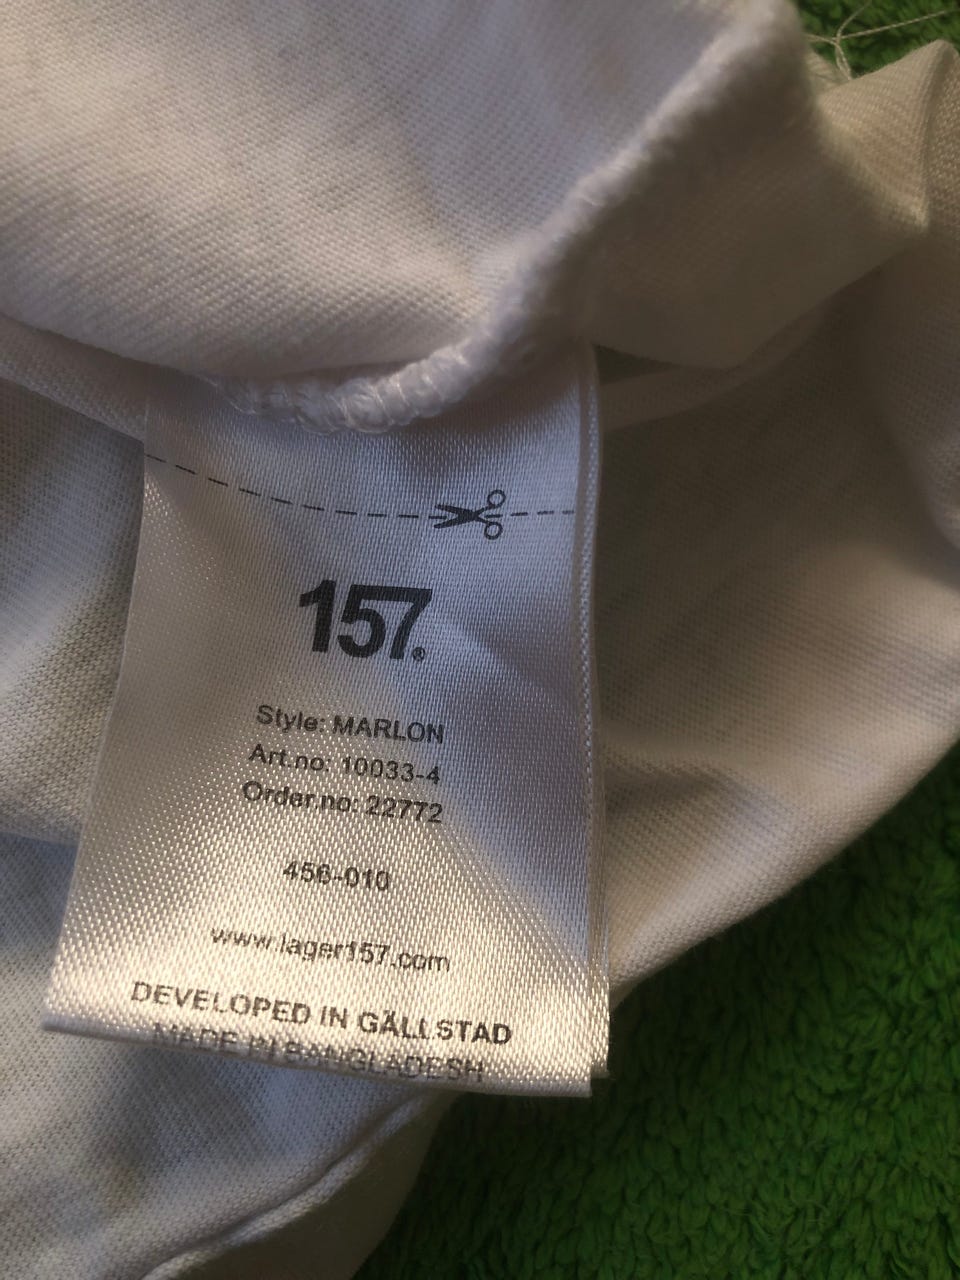 157.®
Style: MARLON
Art.no: 10033-4
Order.no: 22772
456-010
www.lager157.com
DEVELOPED IN GÄLLSTAD
MADE IN BANGLADESH